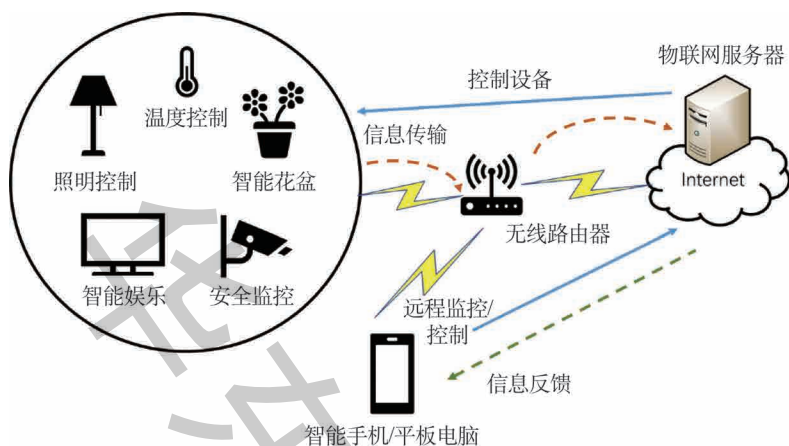 物联网服务器
控制设备
温度控制
信息传输
照明控制
智能花盆
Internet
无线路由器
智能娱乐
安全监控
远程监控/
控制
信息反馈
智能手机/平板电脑